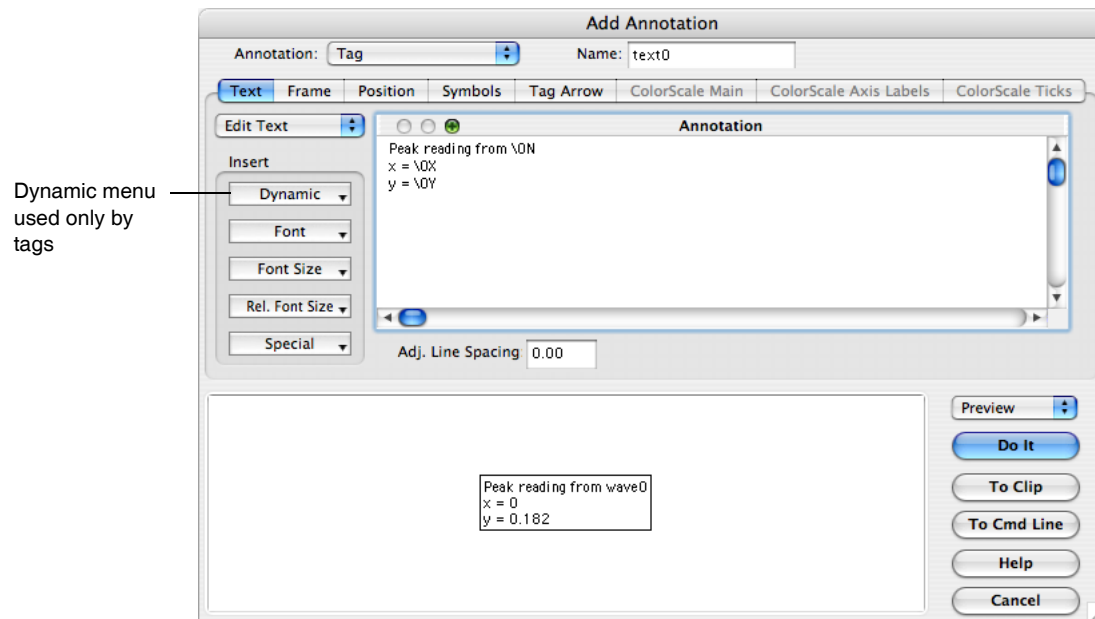 Add Annotation
Annotation: Tag Name: text0
Text Frame Position Symbols Tag Arrow ColorScale Main ColorScale Axis Labels ColorScale Ticks
Edit Text
Annotation
Peak reading from \0N
x = \0X
y = \0Y
Insert
Dynamic
Font
Font Size
Rel. Font Size
Special
Adj. Line Spacing 0.00
Dynamic menu
used only by
tags
Preview
Do It
To Clip
To Cmd Line
Help
Cancel
Peak reading from wave0
x = 0
y = 0.182